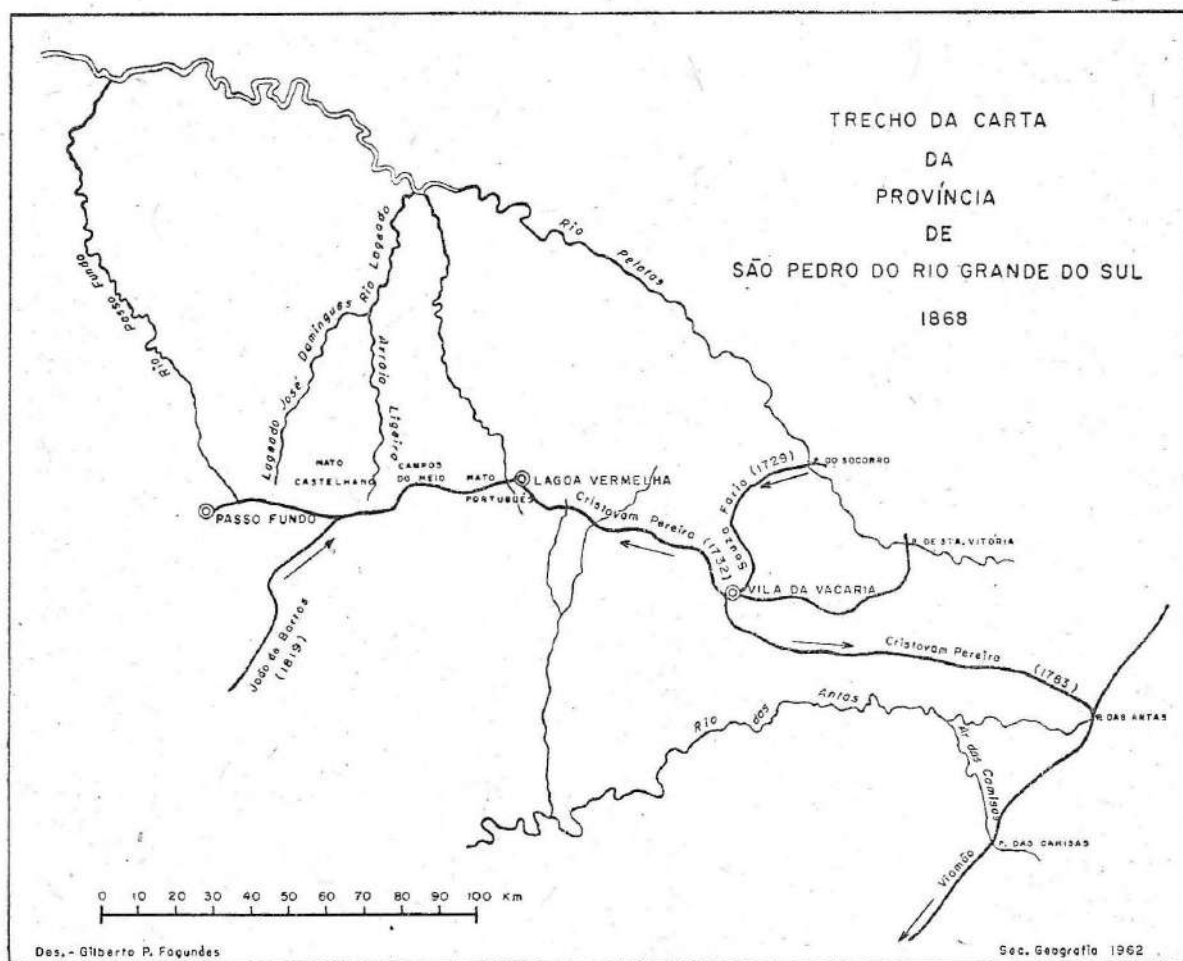 TRECHO DA CARTA
DA
PROVÍNCIA
DE
SÃO PEDRO DO RIO GRANDE DO SUL
1868
Rio Pelotas
Rio Passo Fundo
Lageado José Domingues
Rio Lageado
Arroio Ligeiro
MATO
CASTELHANO
CAMPOS
DO MEIO
MATO
PORTUGUÊS
LAGOA VERMELHA
PASSO FUNDO
João de Barros
(1819)
Cristovam Pereira (1732)
Souza Faria (1729)
P. DO SOCORRO
P. DE STA. VITÓRIA
VILA DA VACARIA
Cristovam Pereira (1783)
Rio das Antas
P. DAS ANTAS
Ar. das Camisas
P. DAS CAMISAS
Viamão
0 10 20 30 40 50 60 70 80 90 100 Km
Des.- Gilberto P. Fagundes
Sec. Geografia 1962